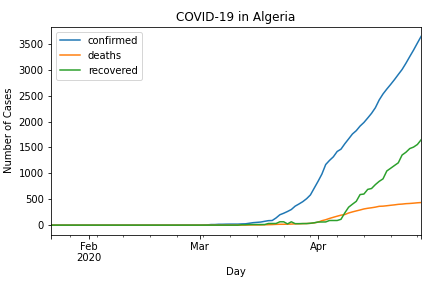 COVID-19 in Algeria
confirmed
deaths
recovered
3500
3000
2500
2000
1500
1000
500
0
Number of Cases
Feb
2020
Mar
Apr
Day